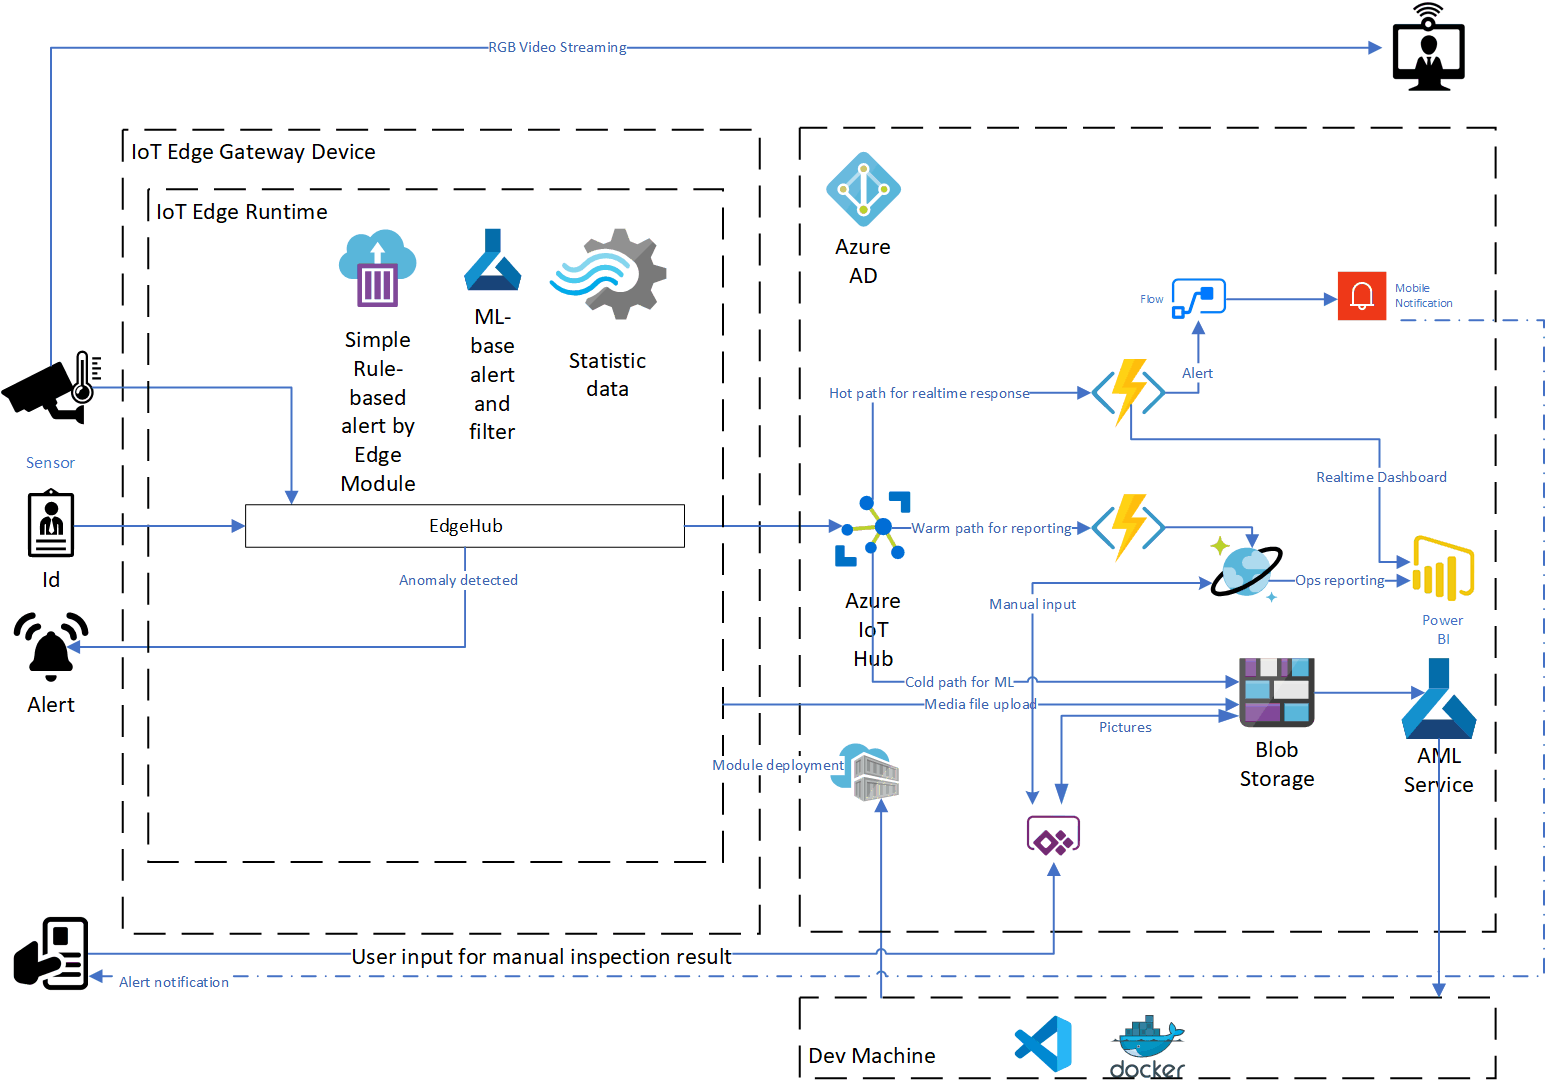 RGB Video Streaming
IoT Edge Gateway Device
IoT Edge Runtime
Simple
Rule-
based
alert by
Edge
Module
ML-
base
alert
and
filter
Statistic
data
Azure
AD
Flow
Mobile
Notification
Alert
Hot path for realtime response
Sensor
Realtime Dashboard
EdgeHub
Warm path for reporting
Id
Anomaly detected
Ops reporting
Manual input
Azure
IoT
Hub
Power
BI
Alert
Cold path for ML
Media file upload
Pictures
Blob
Storage
AML
Service
Module deployment
User input for manual inspection result
Alert notification
Dev Machine
docker